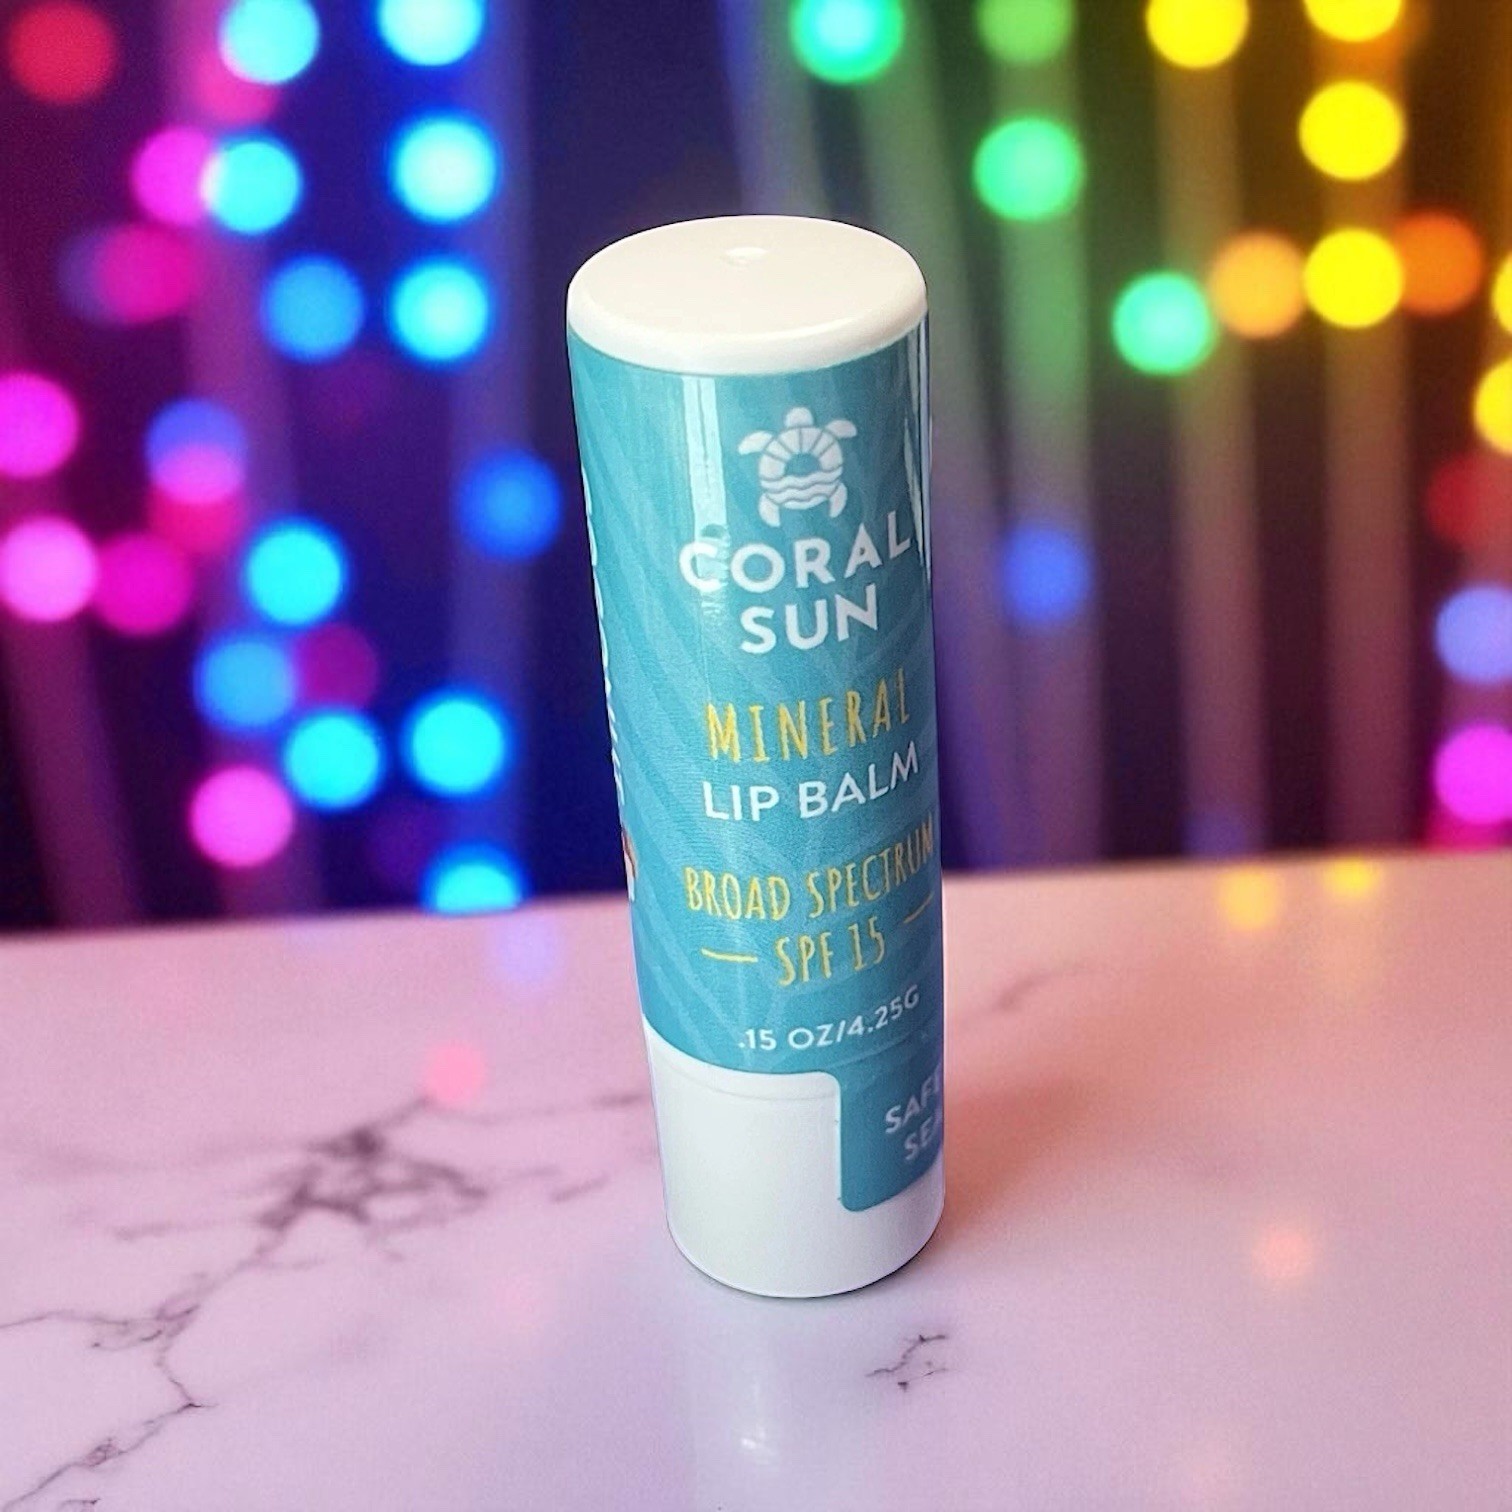 CORAL
SUN
MINERAL
LIP BALM
BROAD SPECTRUM
SPF 15
.15 OZ/4.25G